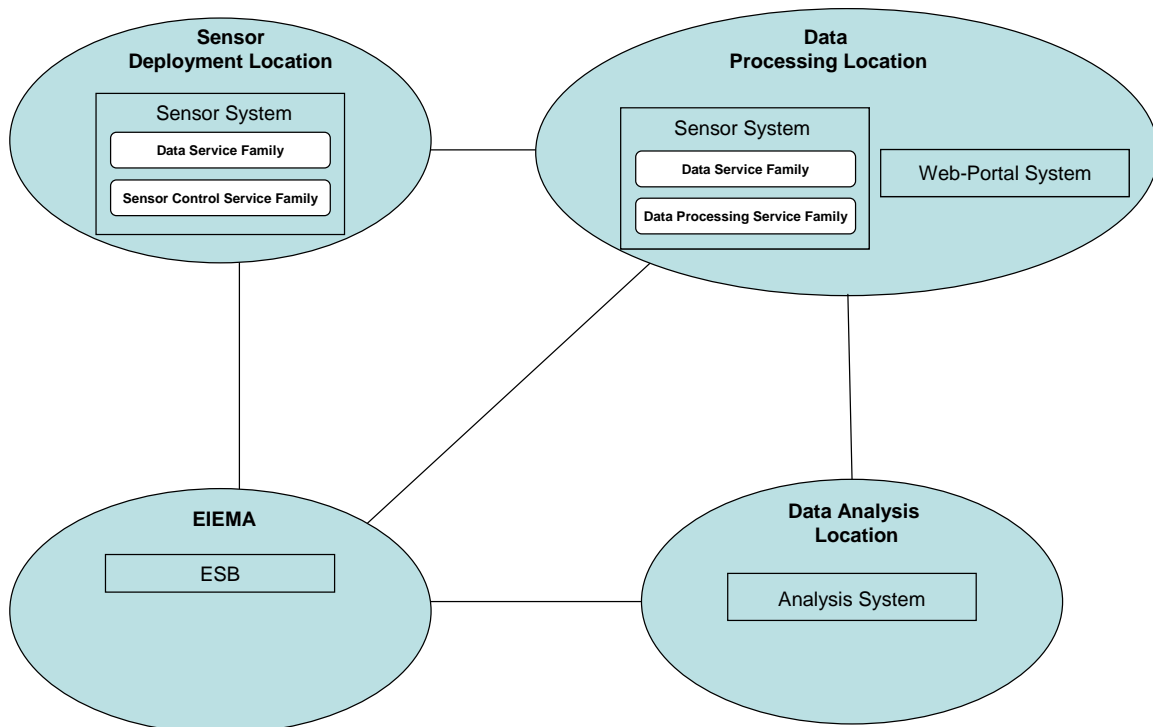 Sensor
Deployment Location
Sensor System
Data Service Family
Sensor Control Service Family
Data
Processing Location
Sensor System
Data Service Family
Data Processing Service Family
Web-Portal System
EIEMA
ESB
Data Analysis
Location
Analysis System